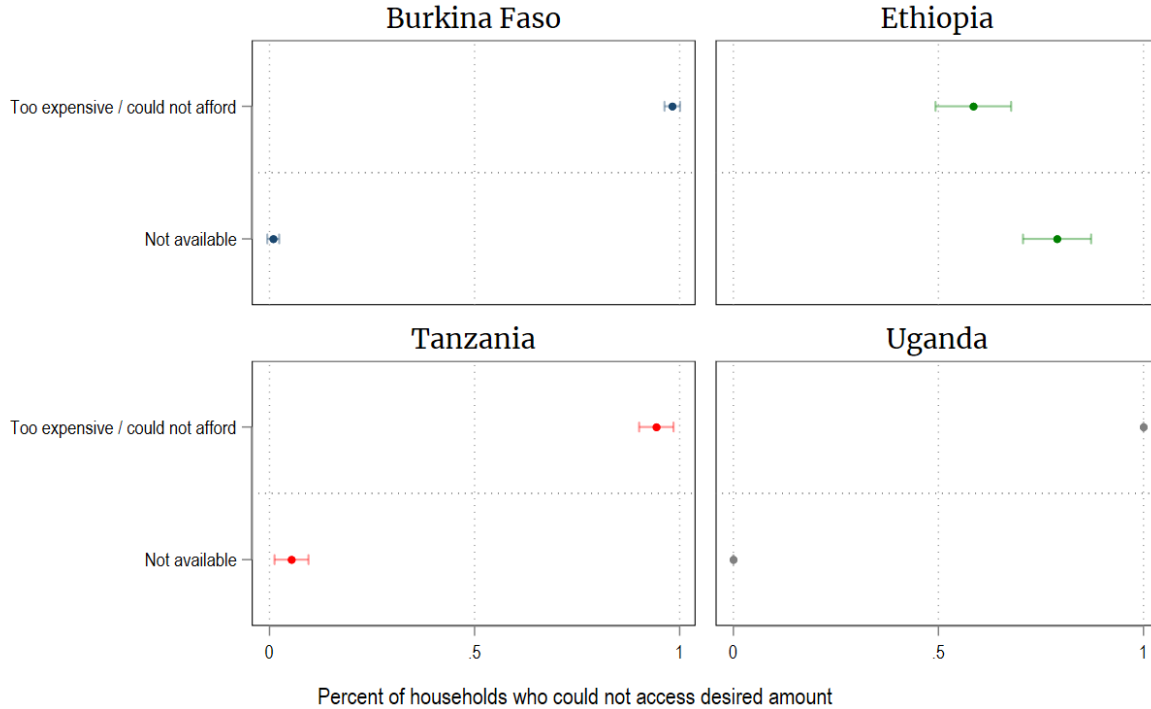 Burkina Faso
Ethiopia
Too expensive / could not afford
Not available
Tanzania
Uganda
Too expensive / could not afford
Not available
0 .5 1 0 .5 1
Percent of households who could not access desired amount